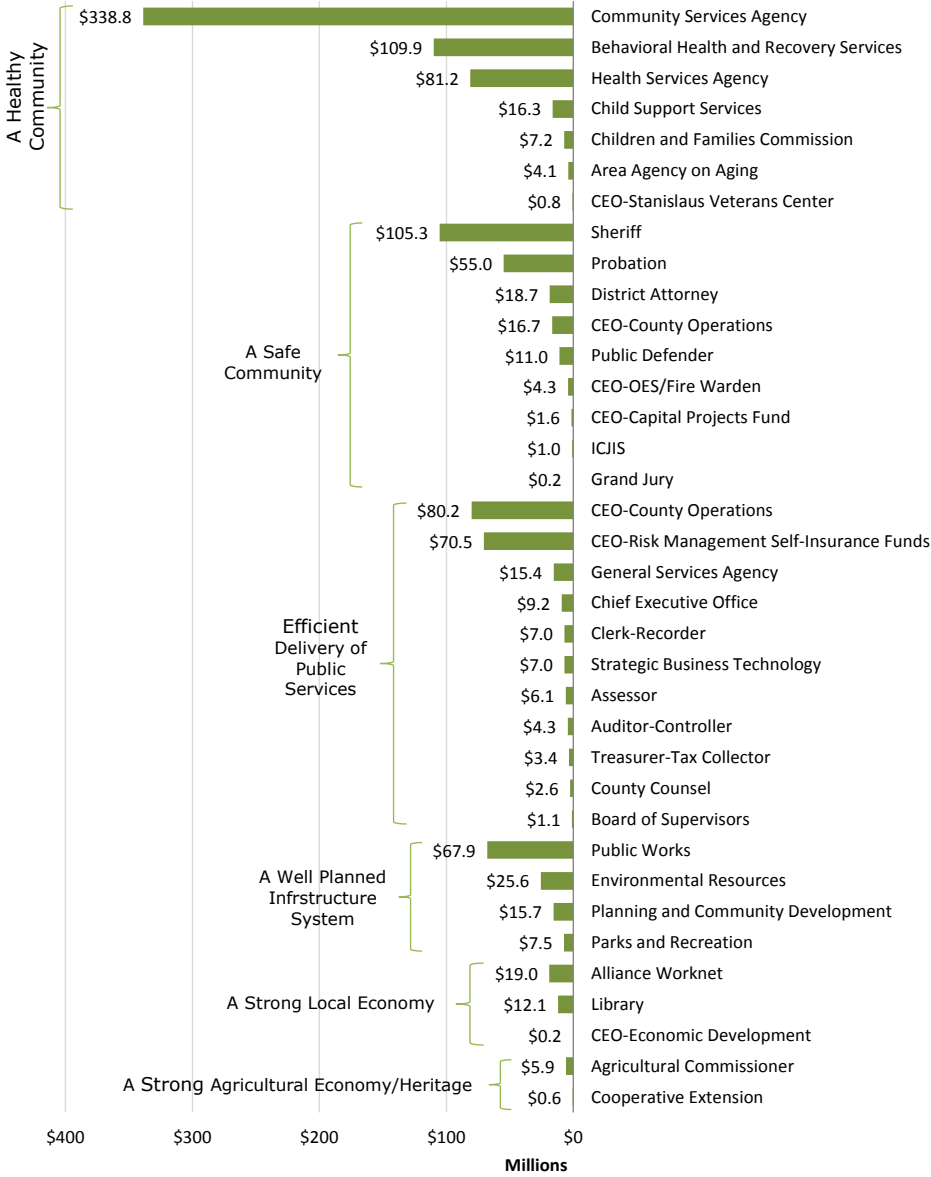 A Healthy
Community
$338.8 Community Services Agency
$109.9 Behavioral Health and Recovery Services
$81.2 Health Services Agency
$16.3 Child Support Services
$7.2 Children and Families Commission
$4.1 Area Agency on Aging
$0.8 CEO-Stanislaus Veterans Center
A Safe
Community
$105.3 Sheriff
$55.0 Probation
$18.7 District Attorney
$16.7 CEO-County Operations
$11.0 Public Defender
$4.3 CEO-OES/Fire Warden
$1.6 CEO-Capital Projects Fund
$1.0 ICJIS
$0.2 Grand Jury
Efficient
Delivery of
Public
Services
$80.2 CEO-County Operations
$70.5 CEO-Risk Management Self-Insurance Funds
$15.4 General Services Agency
$9.2 Chief Executive Office
$7.0 Clerk-Recorder
$7.0 Strategic Business Technology
$6.1 Assessor
$4.3 Auditor-Controller
$3.4 Treasurer-Tax Collector
$2.6 County Counsel
$1.1 Board of Supervisors
A Well Planned
Infrstructure
System
$67.9 Public Works
$25.6 Environmental Resources
$15.7 Planning and Community Development
$7.5 Parks and Recreation
A Strong Local Economy
$19.0 Alliance Worknet
$12.1 Library
$0.2 CEO-Economic Development
A Strong Agricultural Economy/Heritage
$5.9 Agricultural Commissioner
$0.6 Cooperative Extension
$400 $300 $200 $100 $0
Millions